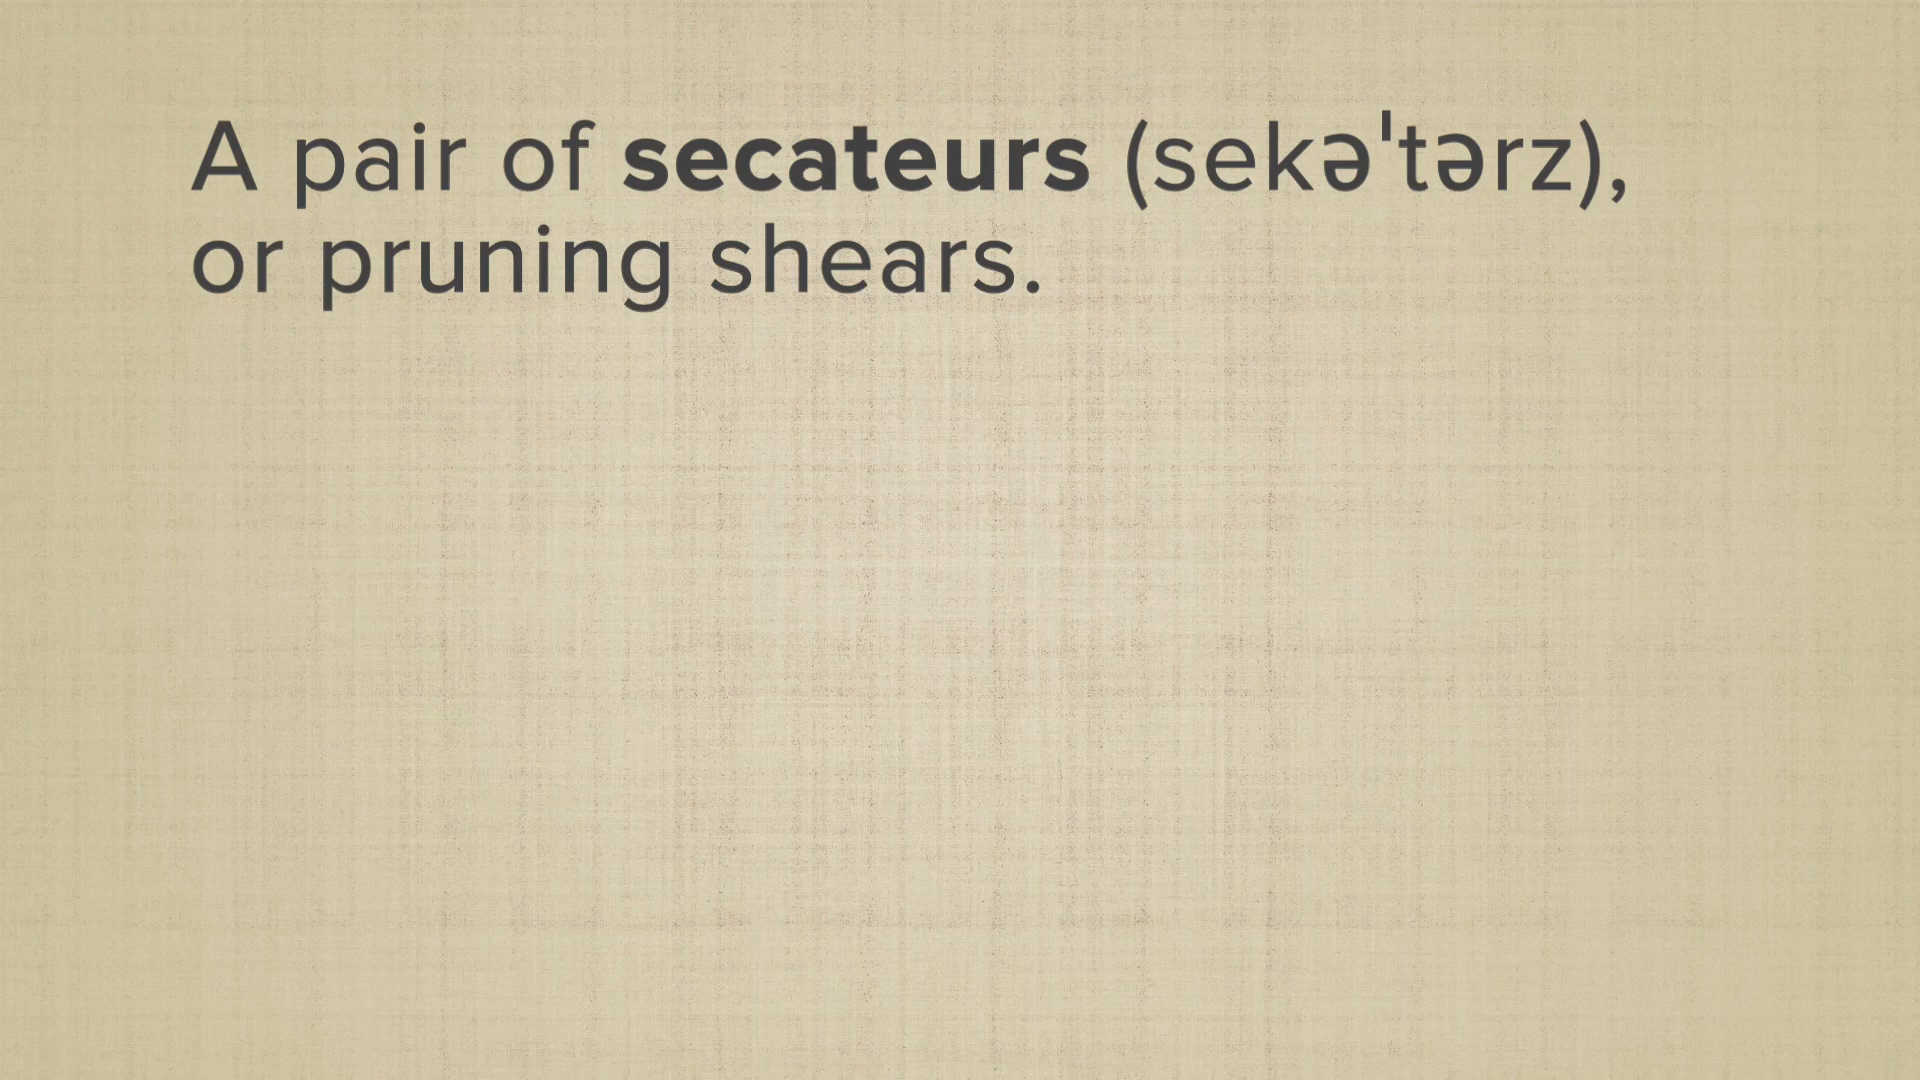 A pair of secateurs (sekəˈtərz),
or pruning shears.